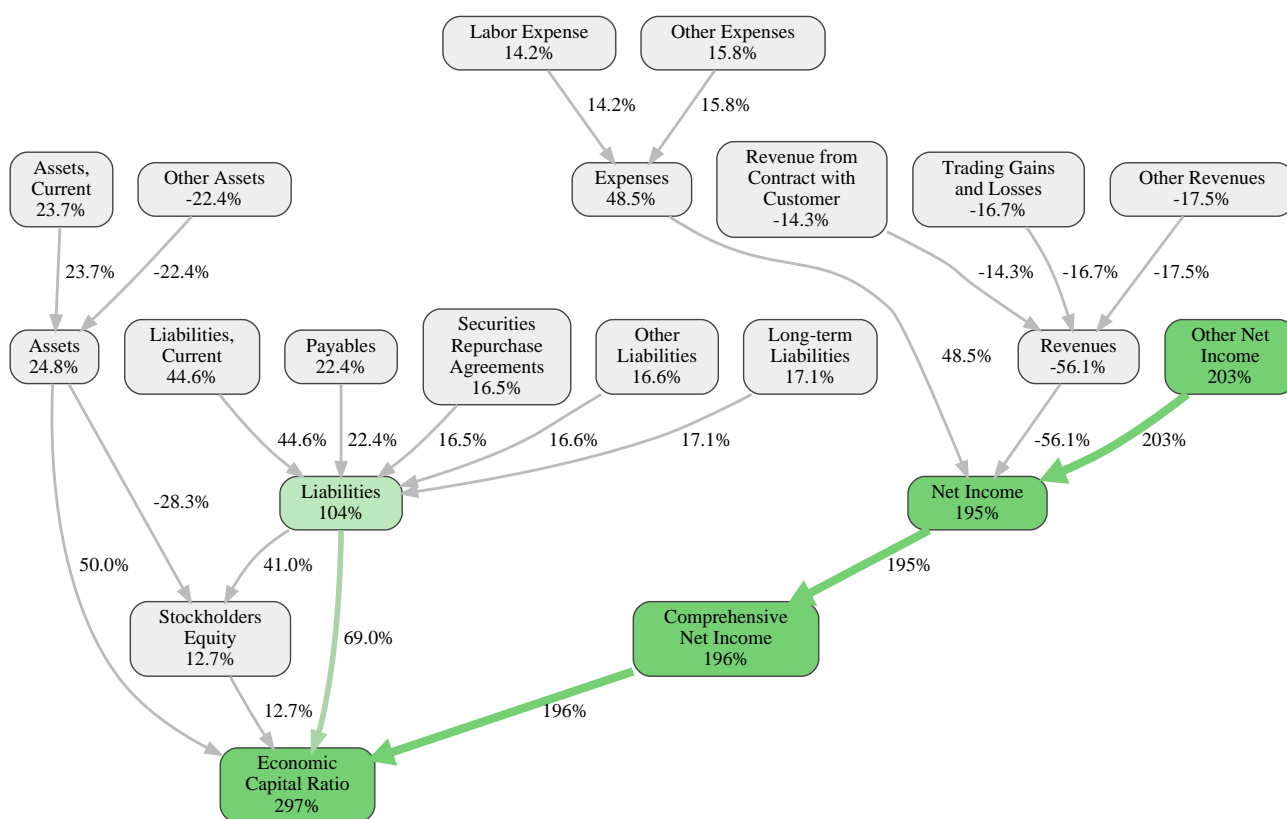 Labor Expense
14.2%
Other Expenses
15.8%
14.2%
15.8%
Assets,
Current
23.7%
Other Assets
-22.4%
Expenses
48.5%
Revenue from
Contract with
Customer
-14.3%
Trading Gains
and Losses
-16.7%
Other Revenues
-17.5%
23.7%
-22.4%
-14.3%
-16.7%
-17.5%
Assets
24.8%
Liabilities,
Current
44.6%
Payables
22.4%
Securities
Repurchase
Agreements
16.5%
Other
Liabilities
16.6%
Long-term
Liabilities
17.1%
48.5%
Revenues
-56.1%
Other Net
Income
203%
44.6%
22.4%
16.5%
16.6%
17.1%
-56.1%
203%
-28.3%
Liabilities
104%
Net Income
195%
50.0%
41.0%
195%
Stockholders
Equity
12.7%
69.0%
Comprehensive
Net Income
196%
12.7%
196%
Economic
Capital Ratio
297%